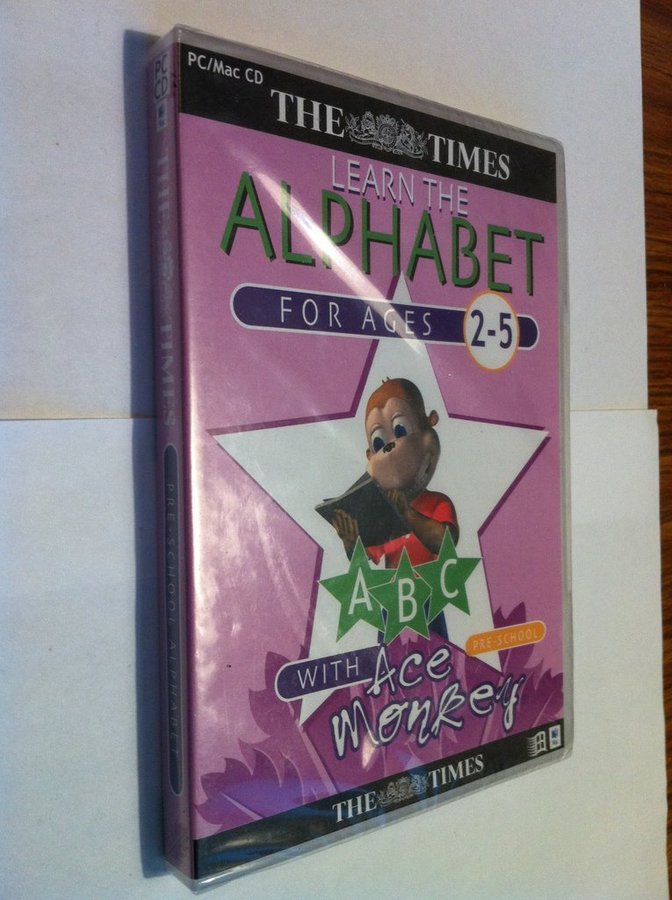 PC/Mac CD
THE TIMES
LEARN THE
ALPHABET
FOR AGES 2-5
A B C
PRE-SCHOOL
WITH Ace
Monkey
THE TIMES
PC
CD
THE TIMES
PRE-SCHOOL ALPHABET